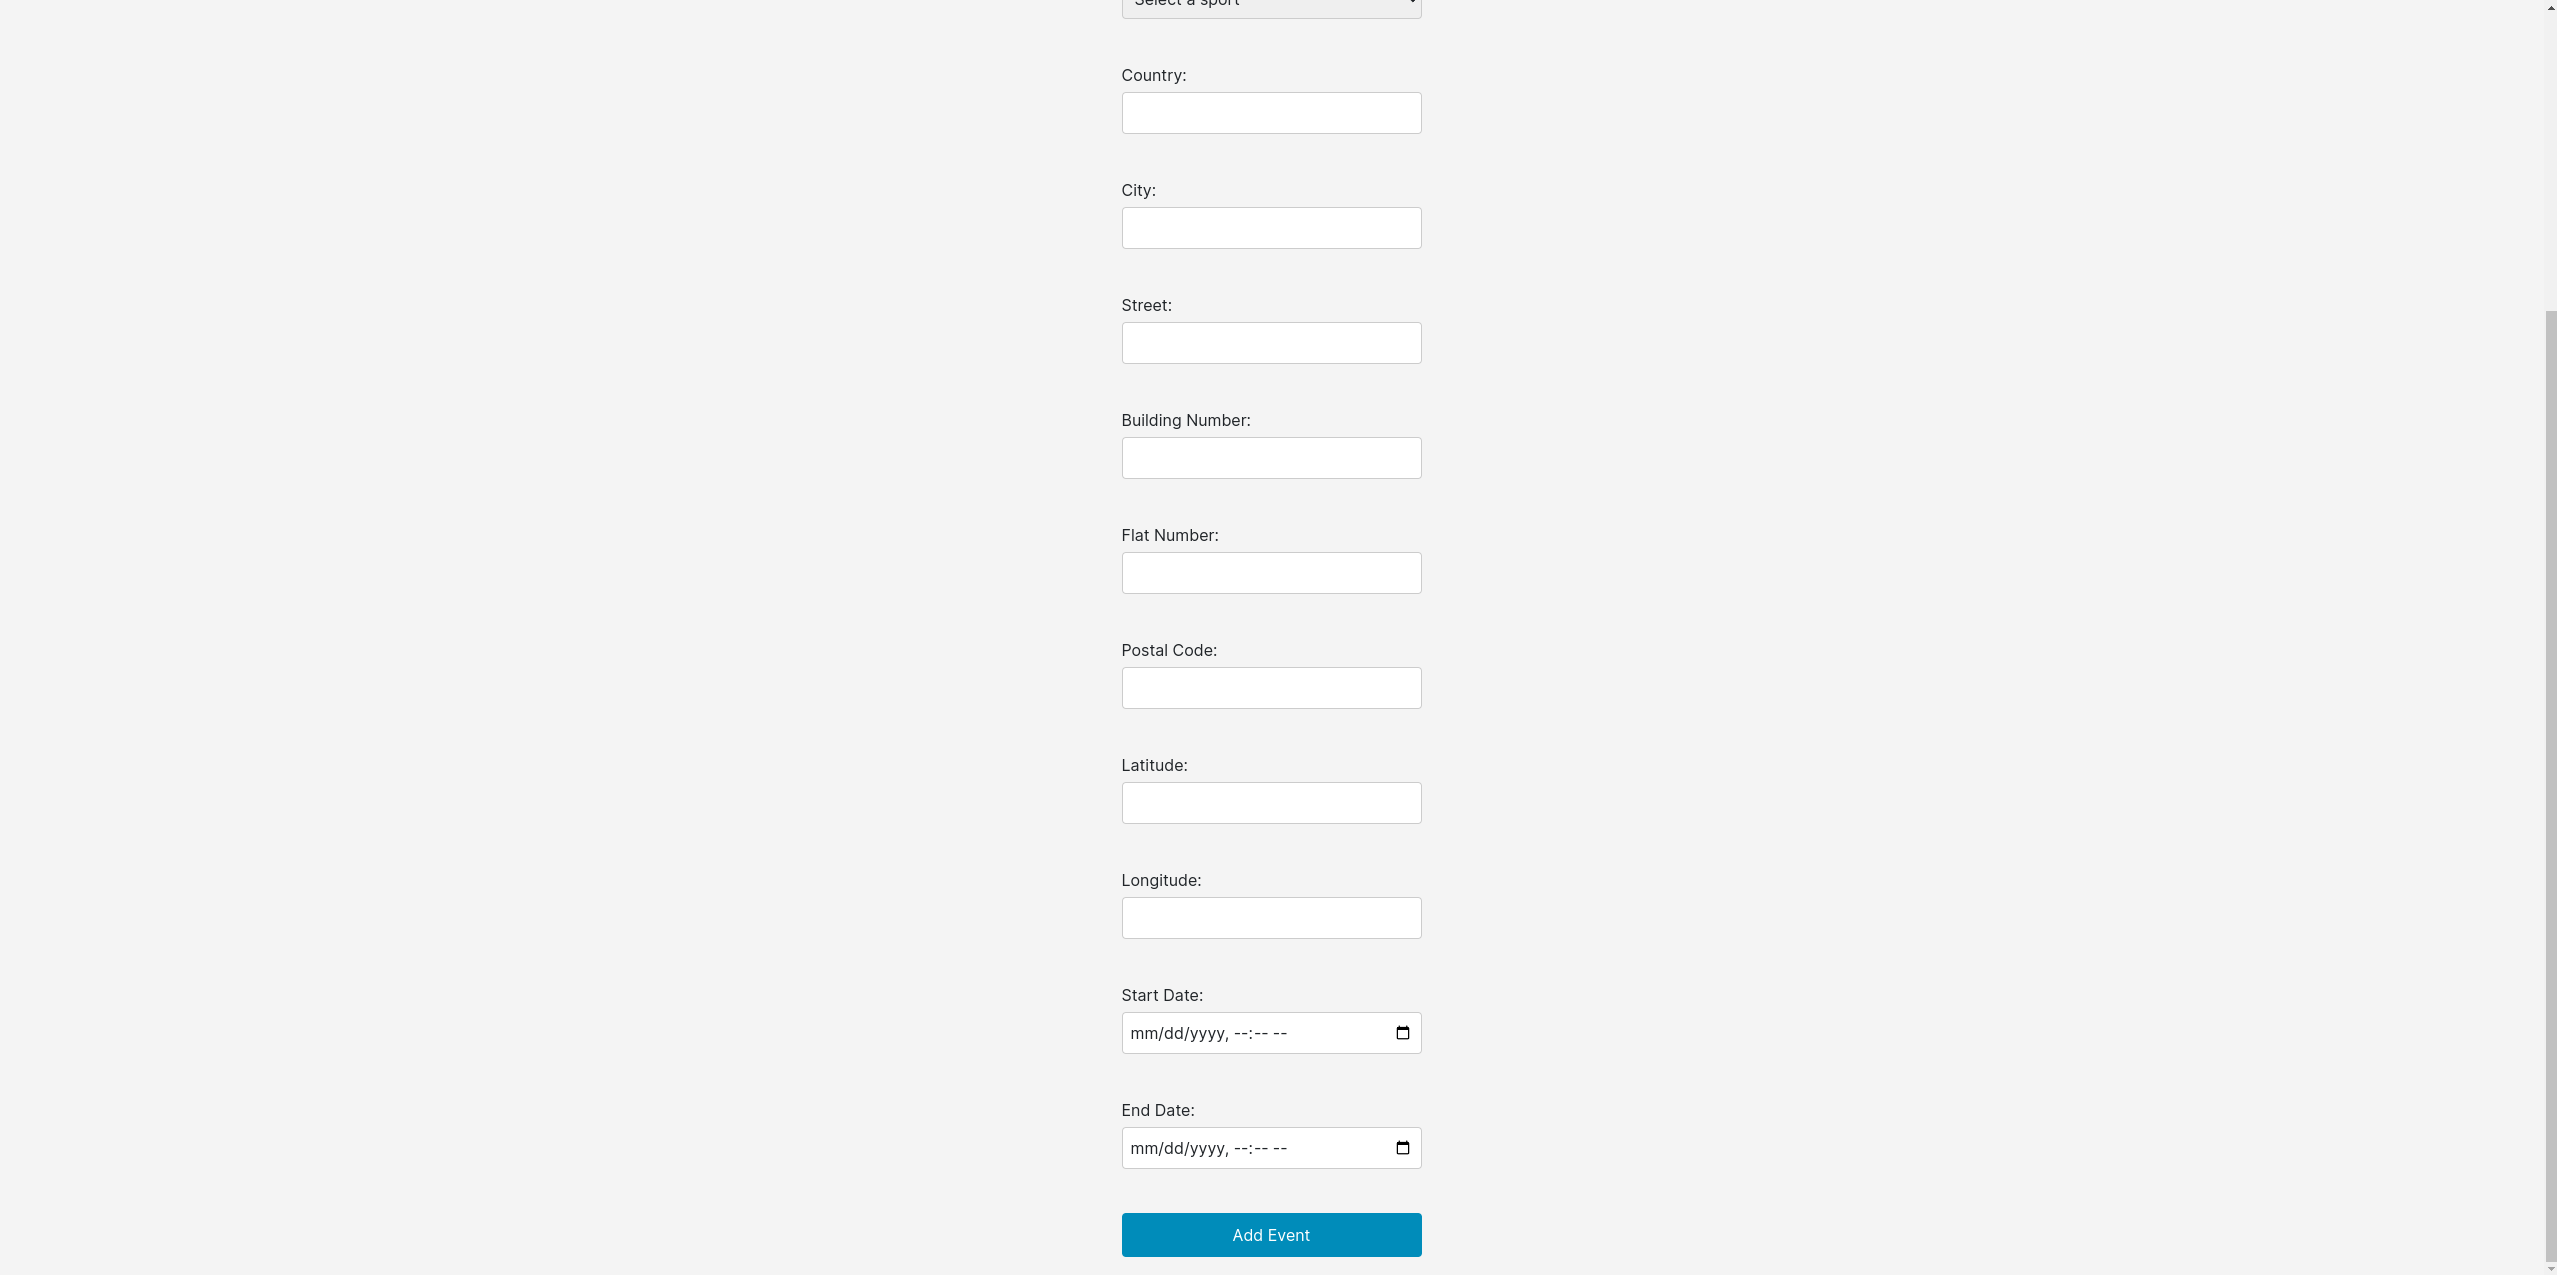 Select a sport
Country:
City:
Street:
Building Number:
Flat Number:
Postal Code:
Latitude:
Longitude:
Start Date:
mm/dd/yyyy, --:-- --
End Date:
mm/dd/yyyy, --:-- --
Add Event